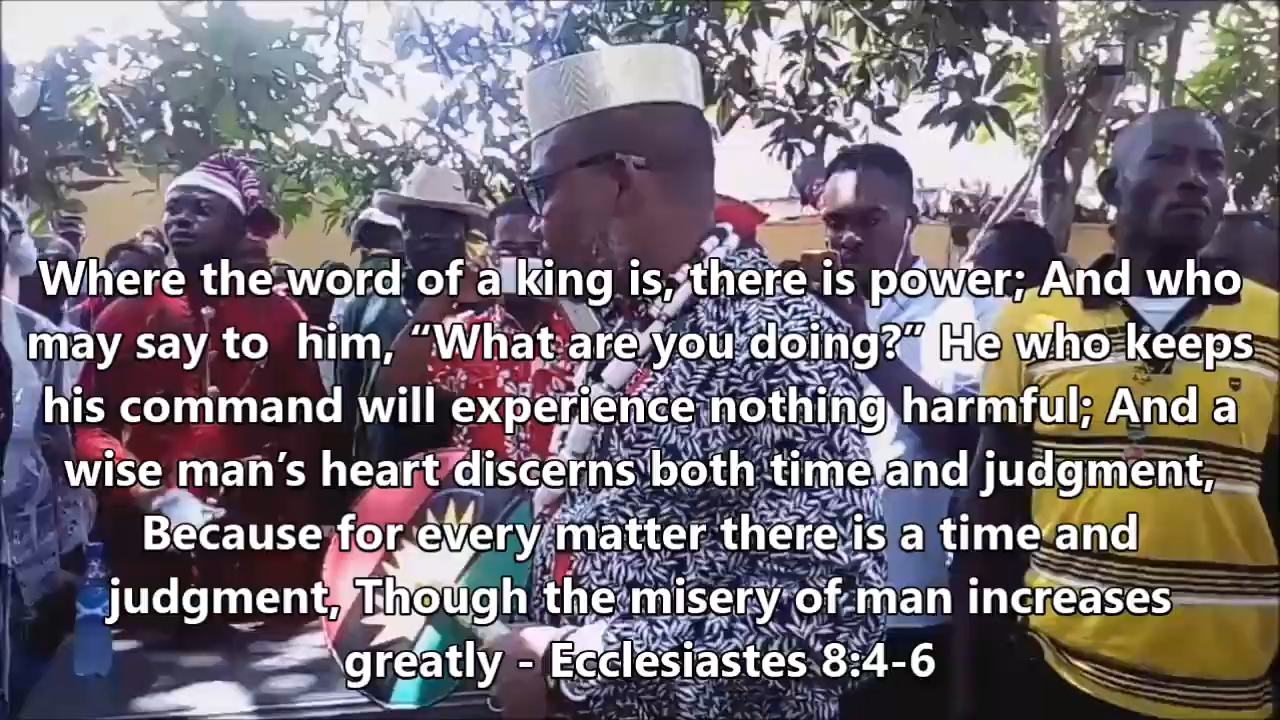 Where the word of a king is, there is power; And who
may say to  him, “What are you doing?” He who keeps
his command will experience nothing harmful; And a
wise man’s heart discerns both time and judgment,
Because for every matter there is a time and
judgment, Though the misery of man increases
greatly - Ecclesiastes 8:4-6